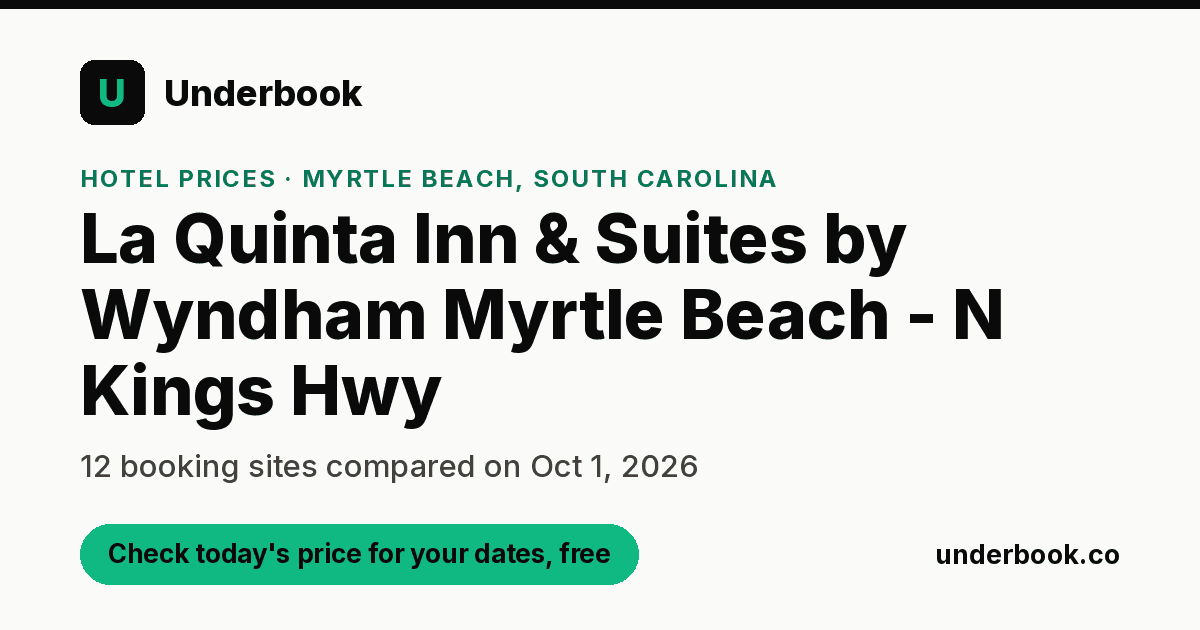 U Underbook
HOTEL PRICES · MYRTLE BEACH, SOUTH CAROLINA
La Quinta Inn & Suites by
Wyndham Myrtle Beach - N
Kings Hwy
12 booking sites compared on Oct 1, 2026
Check today's price for your dates, free
underbook.co